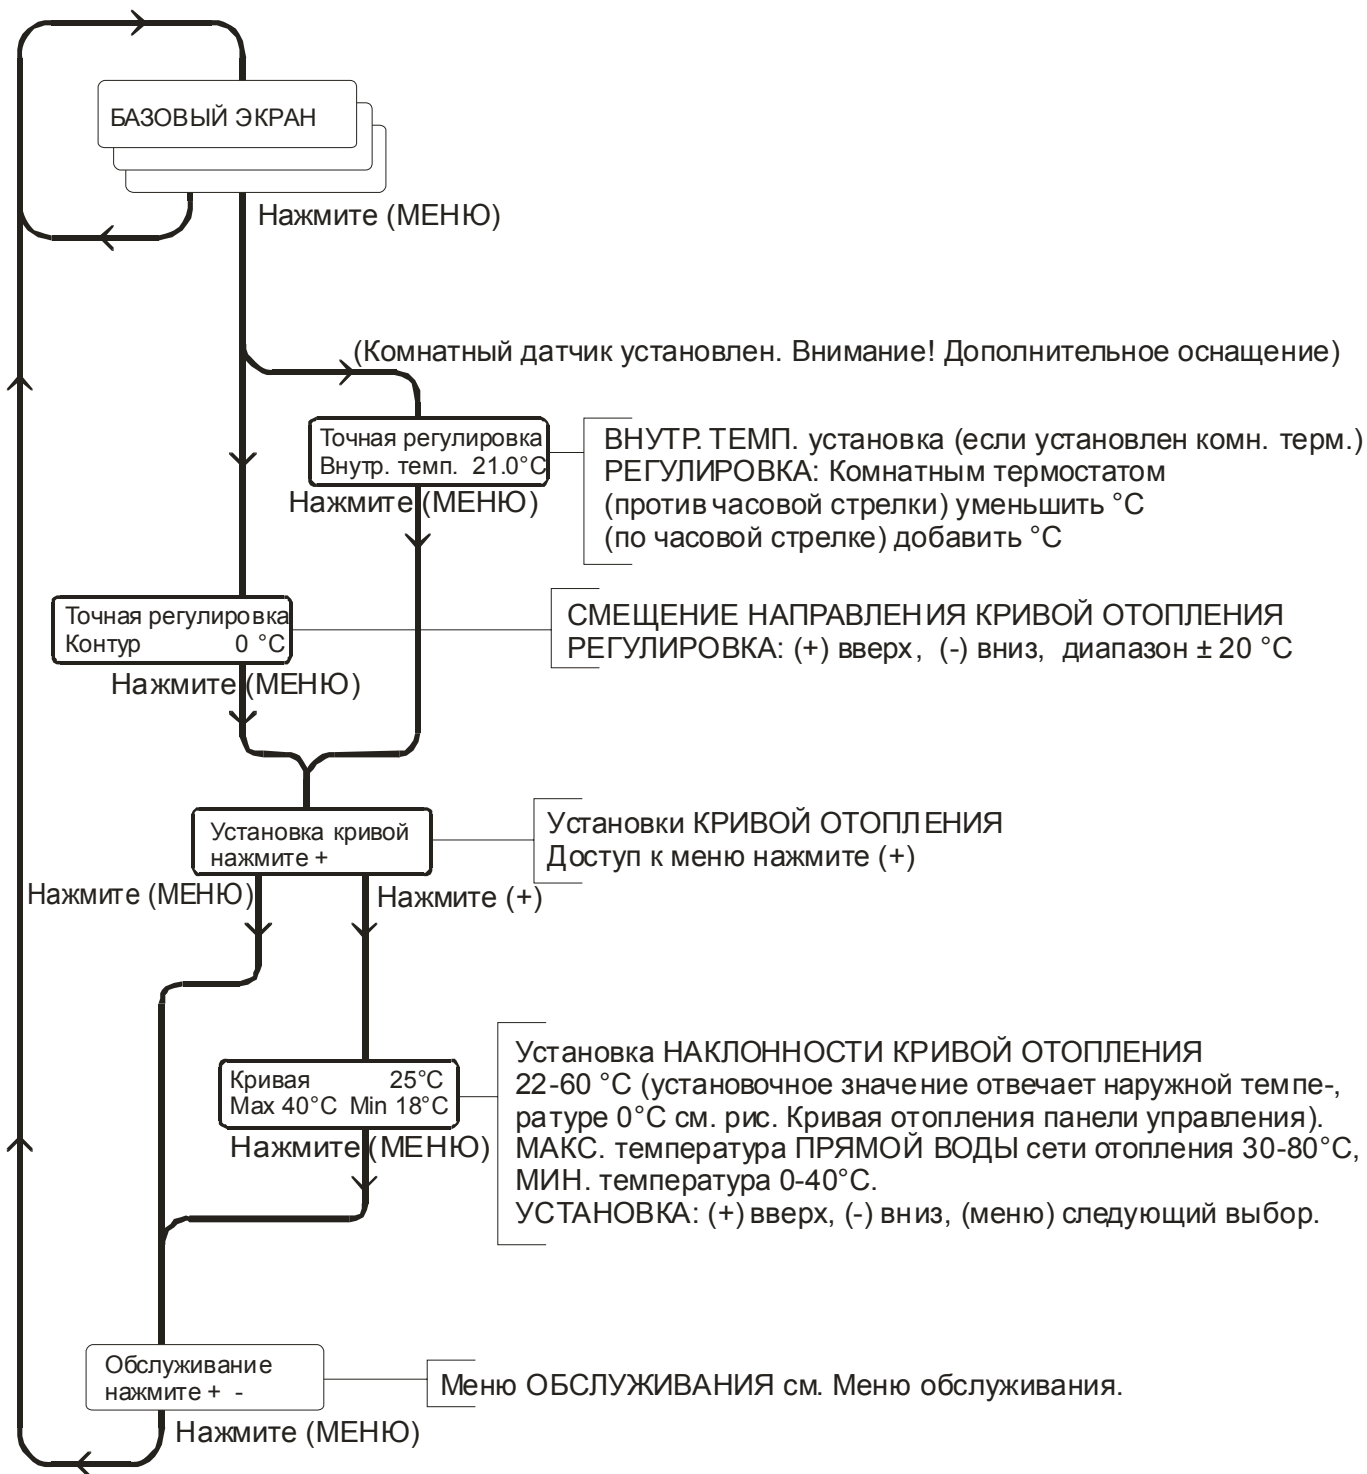 БАЗОВЫЙ ЭКРАН
Нажмите (МЕНЮ)
(Комнатный датчик установлен. Внимание! Дополнительное оснащение)
Точная регулировка
Внутр. темп. 21.0°C
ВНУТР. ТЕМП. установка (если установлен комн. терм.)
РЕГУЛИРОВКА: Комнатным термостатом
(против часовой стрелки) уменьшить °C
(по часовой стрелке) добавить °C
Нажмите (МЕНЮ)
Точная регулировка
Контур 0 °C
СМЕЩЕНИЕ НАПРАВЛЕНИЯ КРИВОЙ ОТОПЛЕНИЯ
РЕГУЛИРОВКА: (+) вверх, (-) вниз, диапазон ± 20 °C
Нажмите (МЕНЮ)
Установка кривой
нажмите +
Установки КРИВОЙ ОТОПЛЕНИЯ
Доступ к меню нажмите (+)
Нажмите (МЕНЮ)
Нажмите (+)
Кривая 25°C
Max 40°C Min 18°C
Установка НАКЛОННОСТИ КРИВОЙ ОТОПЛЕНИЯ
22-60 °C (установочное значение отвечает наружной темпе-,
ратуре 0°C см. рис. Кривая отопления панели управления).
МАКС. температура ПРЯМОЙ ВОДЫ сети отопления 30-80°C,
МИН. температура 0-40°C.
УСТАНОВКА: (+) вверх, (-) вниз, (меню) следующий выбор.
Нажмите (МЕНЮ)
Обслуживание
нажмите + -
Меню ОБСЛУЖИВАНИЯ см. Меню обслуживания.
Нажмите (МЕНЮ)